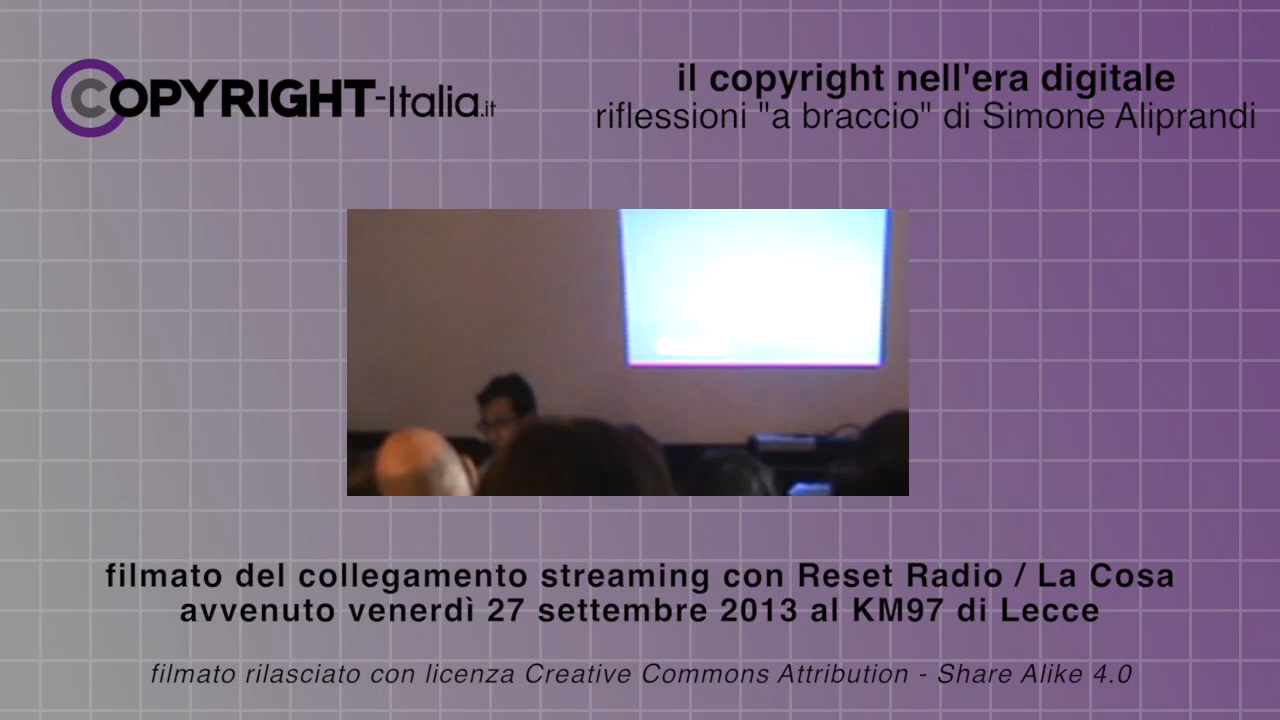 COPYRIGHT-Italia.it
il copyright nell'era digitale
riflessioni "a braccio" di Simone Aliprandi
filmato del collegamento streaming con Reset Radio / La Cosa
avvenuto venerdì 27 settembre 2013 al KM97 di Lecce
filmato rilasciato con licenza Creative Commons Attribution - Share Alike 4.0